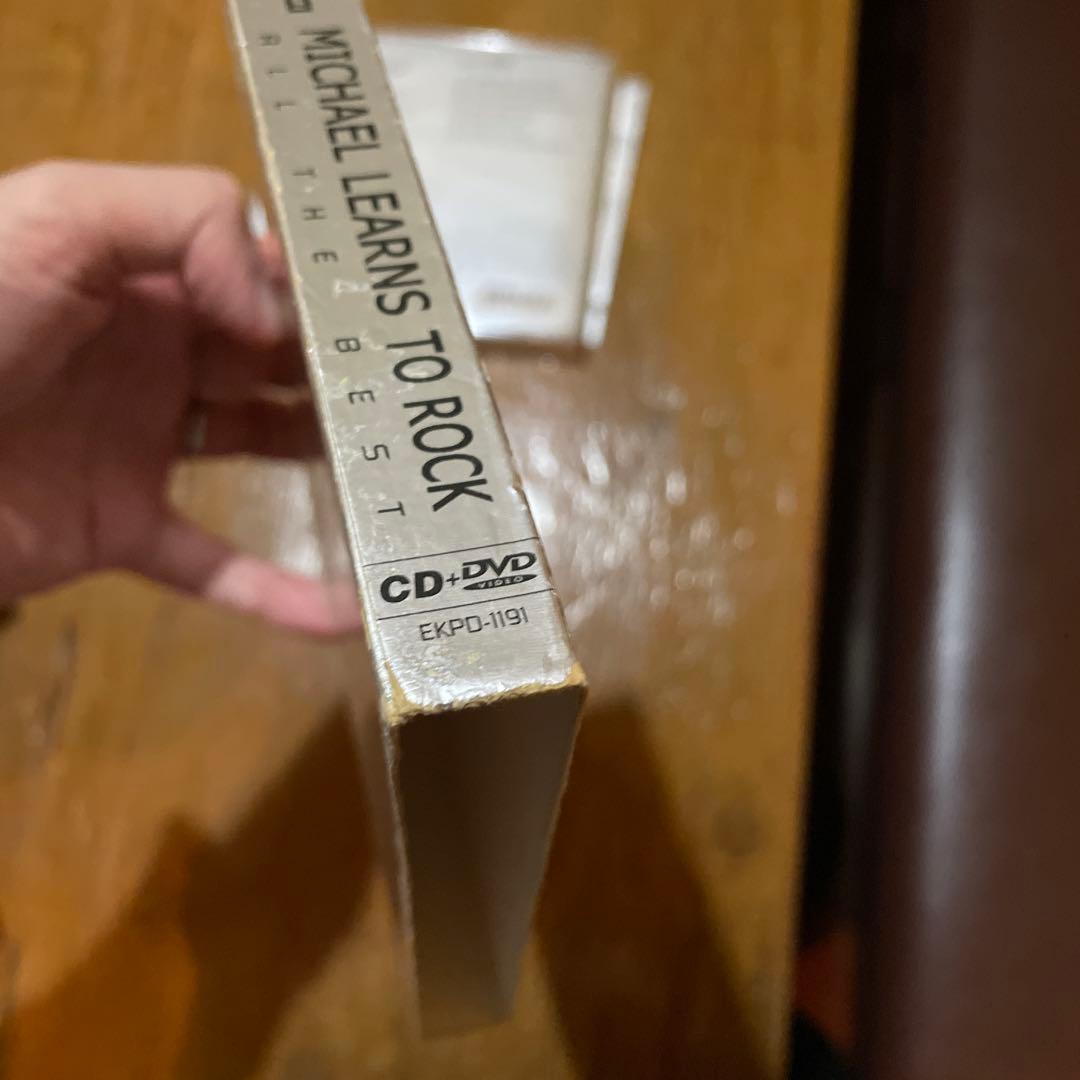 MICHAEL LEARNS TO ROCK
ALL THE BEST
CD+DVD
VIDEO
EKPD-1191